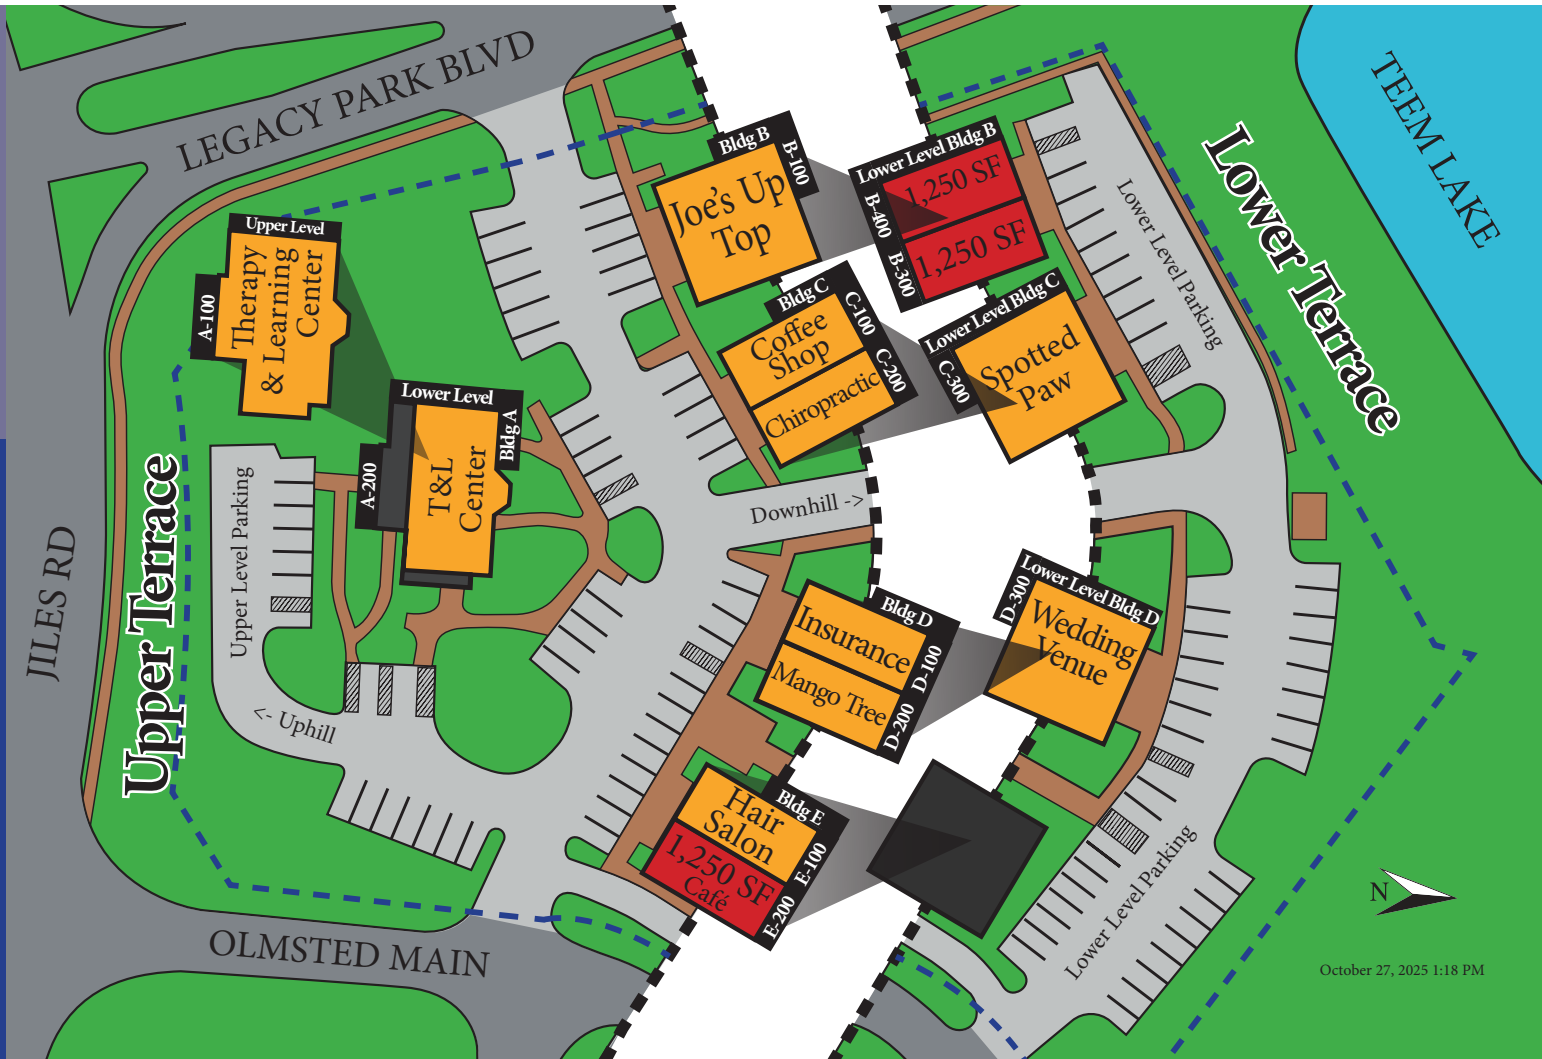 LEGACY PARK BLVD
TEEM LAKE
Lower Terrace
Lower Level Parking
Bldg B
B-100
Joe's Up
Top
Lower Level Bldg B
B-400
B-300
1,250 SF
1,250 SF
Upper Level
A-100
Therapy
& Learning
Center
Bldg C
C-100
C-200
Coffee
Shop
Chiropractic
Lower Level Bldg C
C-300
Spotted
Paw
Lower Level
Bldg A
A-200
T&L
Center
JILES RD
Upper Terrace
Upper Level Parking
<- Uphill
Downhill ->
Bldg D
D-100
D-200
Insurance
Mango Tree
Lower Level Bldg D
D-300
Wedding
Venue
Bldg E
E-100
E-200
Hair
Salon
1,250 SF
Café
Lower Level Parking
OLMSTED MAIN
N
October 27, 2025 1:18 PM